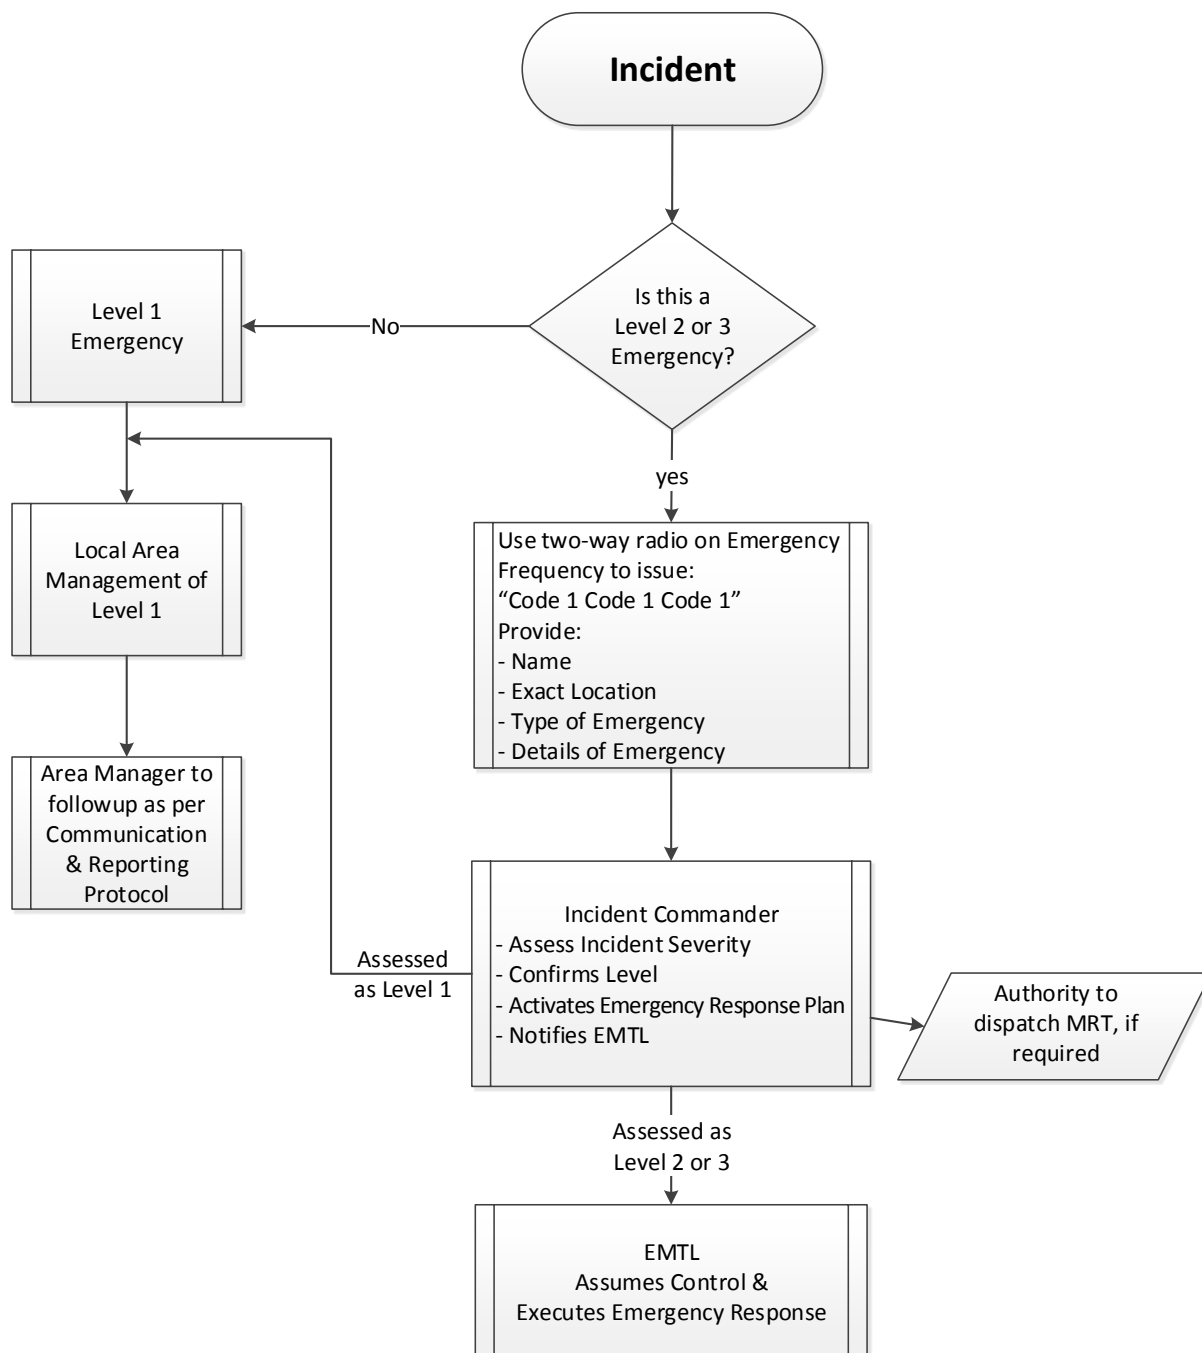 Incident
Is this a
Level 2 or 3
Emergency?
No
Level 1
Emergency
yes
Local Area
Management of
Level 1
Use two-way radio on Emergency
Frequency to issue:
“Code 1 Code 1 Code 1”
Provide:
- Name
- Exact Location
- Type of Emergency
- Details of Emergency
Area Manager to
followup as per
Communication
& Reporting
Protocol
Incident Commander
- Assess Incident Severity
- Confirms Level
- Activates Emergency Response Plan
- Notifies EMTL
Assessed
as Level 1
Authority to
dispatch MRT, if
required
Assessed as
Level 2 or 3
EMTL
Assumes Control &
Executes Emergency Response